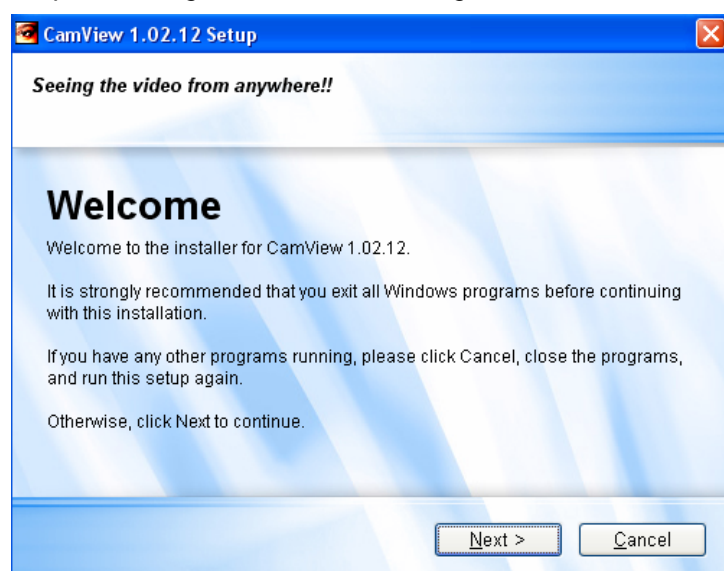 CamView 1.02.12 Setup
Seeing the video from anywhere!!
Welcome
Welcome to the installer for CamView 1.02.12.
It is strongly recommended that you exit all Windows programs before continuing
with this installation.
If you have any other programs running, please click Cancel, close the programs,
and run this setup again.
Otherwise, click Next to continue.
Next >
Cancel